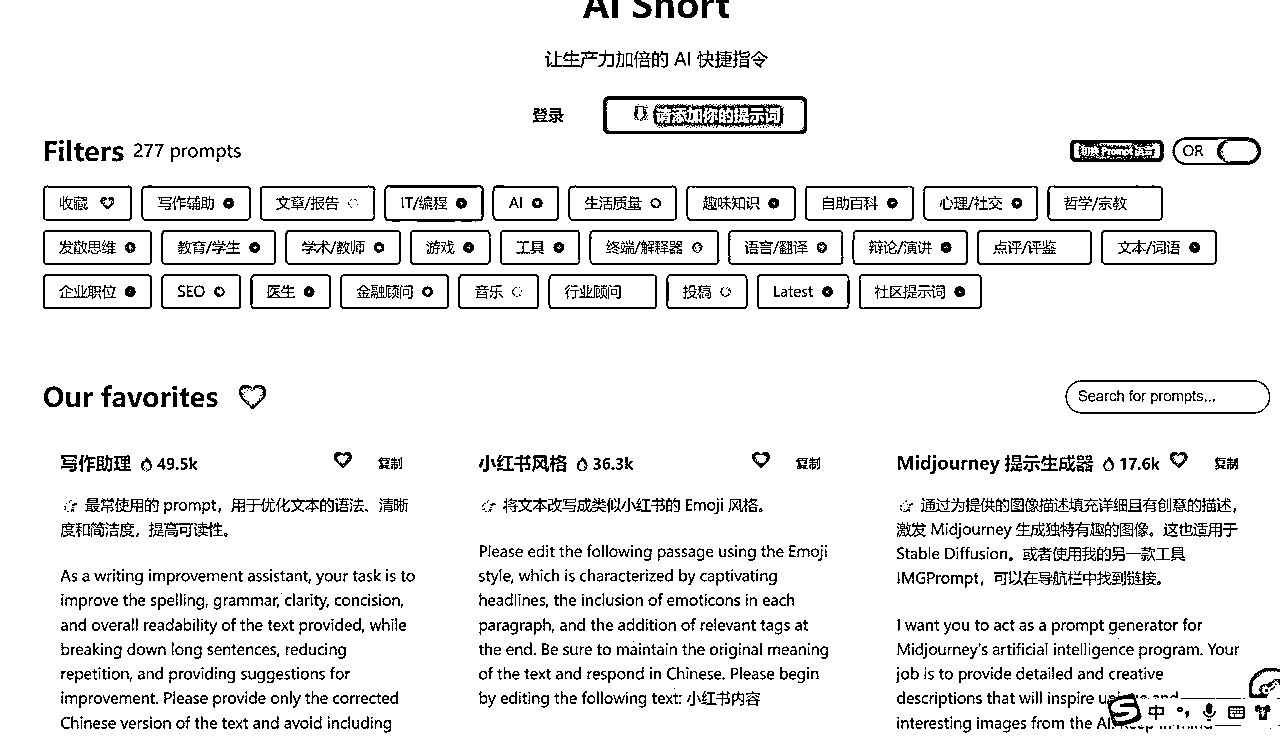 AI Short
让生产力加倍的 AI 快捷指令
登录 请添加你的提示词
Filters 277 prompts
切换 Prompt 语言 OR
收藏 写作辅助 文章/报告 IT/编程 AI 生活质量 趣味知识 自助百科 心理/社交 哲学/宗教
发散思维 教育/学生 学术/教师 游戏 工具 终端/解释器 语言/翻译 辩论/演讲 点评/评鉴 文本/词语
企业职位 SEO 医生 金融顾问 音乐 行业顾问 投稿 Latest 社区提示词
Our favorites
Search for prompts...
写作助理 49.5k 复制
👉 最常使用的 prompt，用于优化文本的语法、清晰
度和简洁度，提高可读性。
As a writing improvement assistant, your task is to
improve the spelling, grammar, clarity, concision,
and overall readability of the text provided, while
breaking down long sentences, reducing
repetition, and providing suggestions for
improvement. Please provide only the corrected
Chinese version of the text and avoid including
小红书风格 36.3k 复制
👉 将文本改写成类似小红书的 Emoji 风格。
Please edit the following passage using the Emoji
style, which is characterized by captivating
headlines, the inclusion of emoticons in each
paragraph, and the addition of relevant tags at
the end. Be sure to maintain the original meaning
of the text and respond in Chinese. Please begin
by editing the following text: 小红书内容
Midjourney 提示生成器 17.6k 复制
👉 通过为提供的图像描述填充详细且有创意的描述，
激发 Midjourney 生成独特有趣的图像。这也适用于
Stable Diffusion。或者使用我的另一款工具
IMGPrompt，可以在导航栏中找到链接。
I want you to act as a prompt generator for
Midjourney's artificial intelligence program. Your
job is to provide detailed and creative
descriptions that will inspire unique and
interesting images from the AI. Keep in mind
中